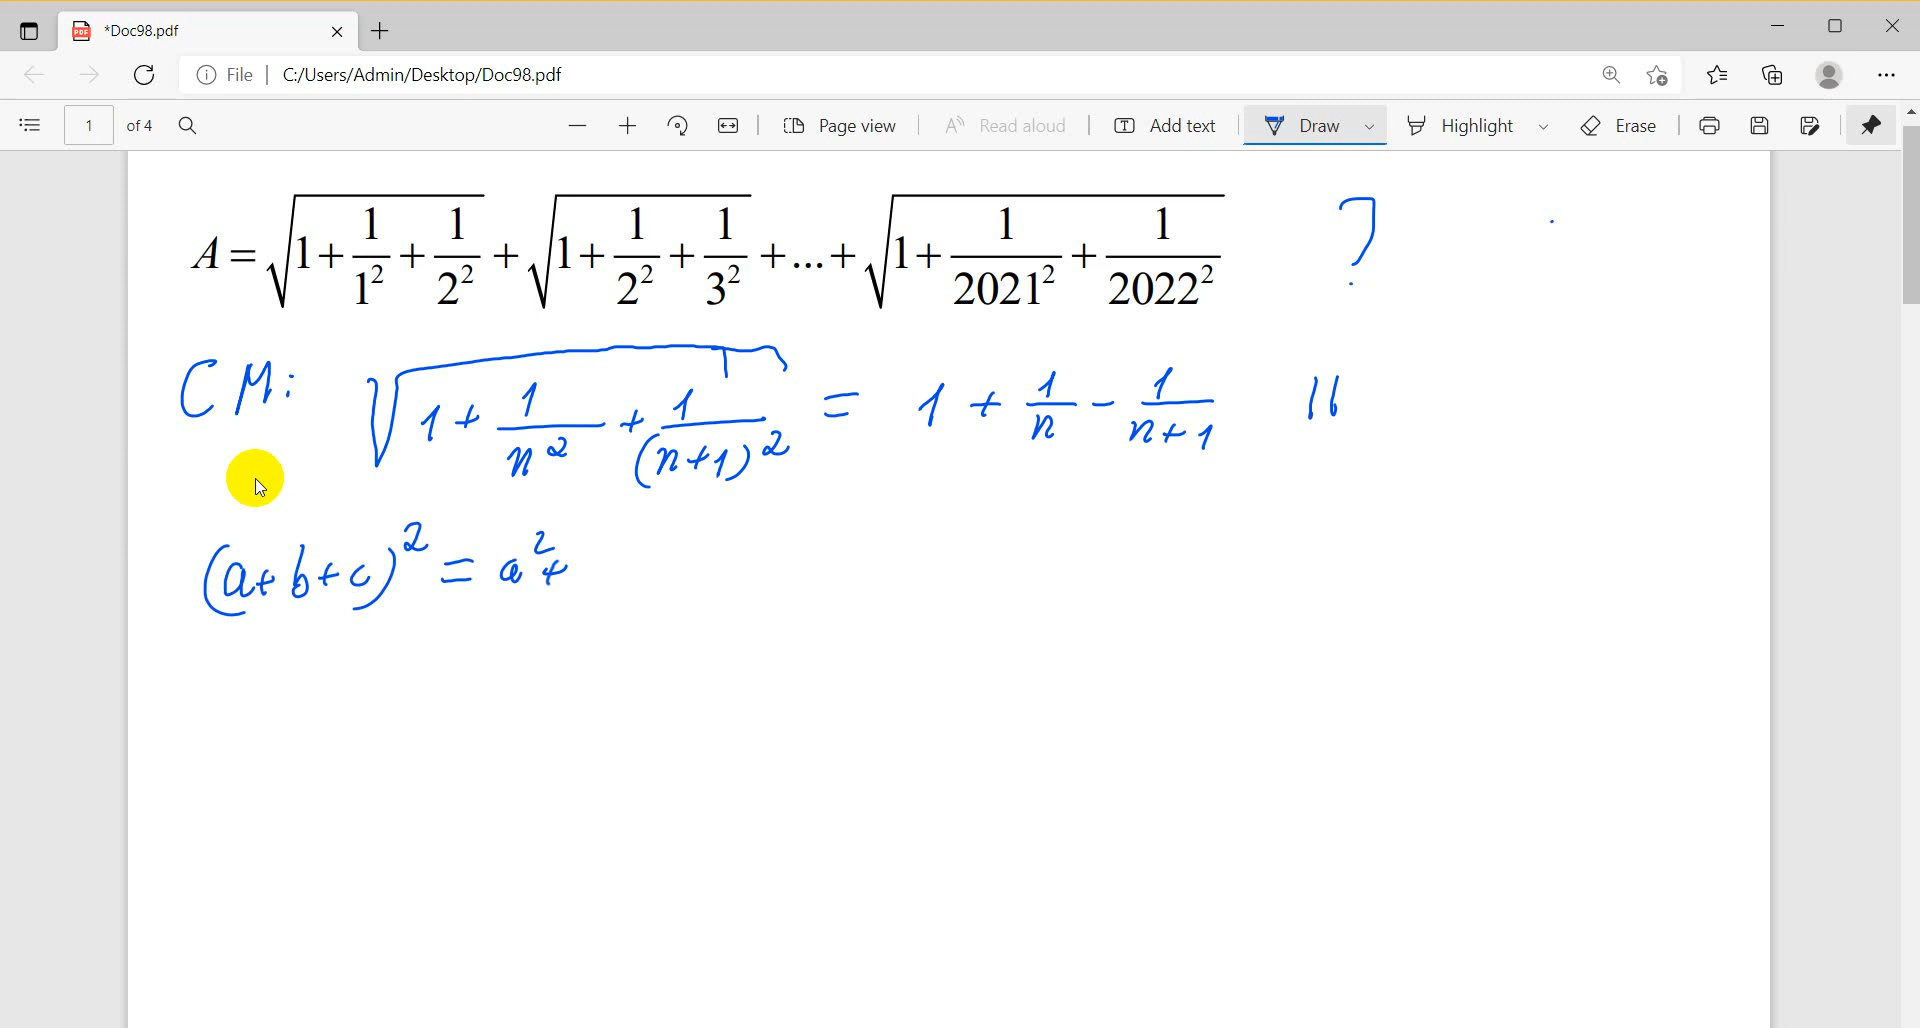 *Doc98.pdf
File | C:/Users/Admin/Desktop/Doc98.pdf
1 of 4 Page view Read aloud Add text Draw Highlight Erase
A = √(1 + 1/1² + 1/2²) + √(1 + 1/2² + 1/3²) + ... + √(1 + 1/2021² + 1/2022²) ?
CM: √(1 + 1/n² + 1/(n+1)²) = 1 + 1/n - 1/(n+1)
(a+b+c)² = a² +